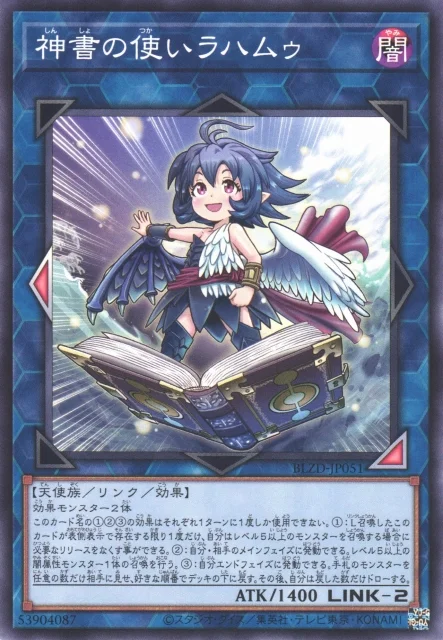 神書の使いラハムゥ
闇
BLZD-JP051
【天使族/リンク/効果】
効果モンスター2体
このカード名の①②③の効果はそれぞれ1ターンに1度しか使用できない。①:L召喚したこの
カードが表側表示で存在する限り1度だけ、自分はレベル5以上のモンスターを召喚する場合に
必要なリリースをなくす事ができる。②:自分・相手のメインフェイズに発動できる。レベル5以上の
闇属性モンスター1体の召喚を行う。③:自分エンドフェイズに発動できる。手札のモンスターを
任意の数だけ相手に見せ、好きな順番でデッキの下に戻す。その後、自分は戻した数だけドローする。
ATK/1400 LINK-2
53904087
©スタジオ・ダイス/集英社・テレビ東京・KONAMI